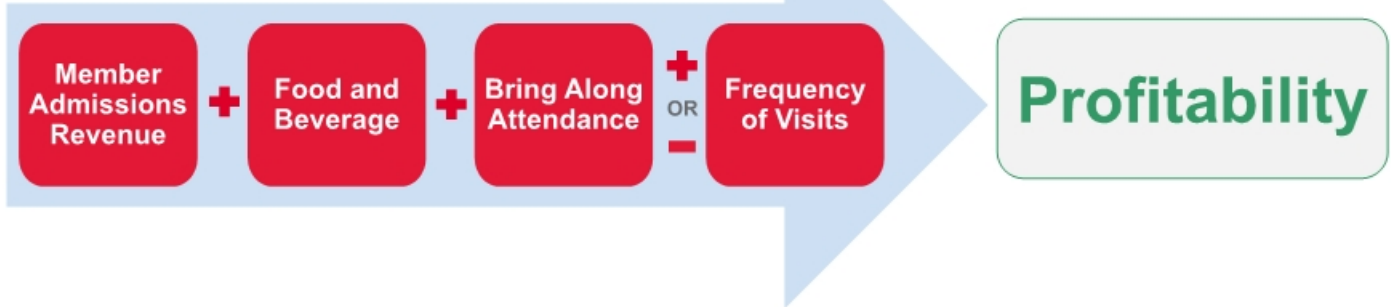 Member
Admissions
Revenue
+
Food and
Beverage
+
Bring Along
Attendance
+
OR
-
Frequency
of Visits
Profitability